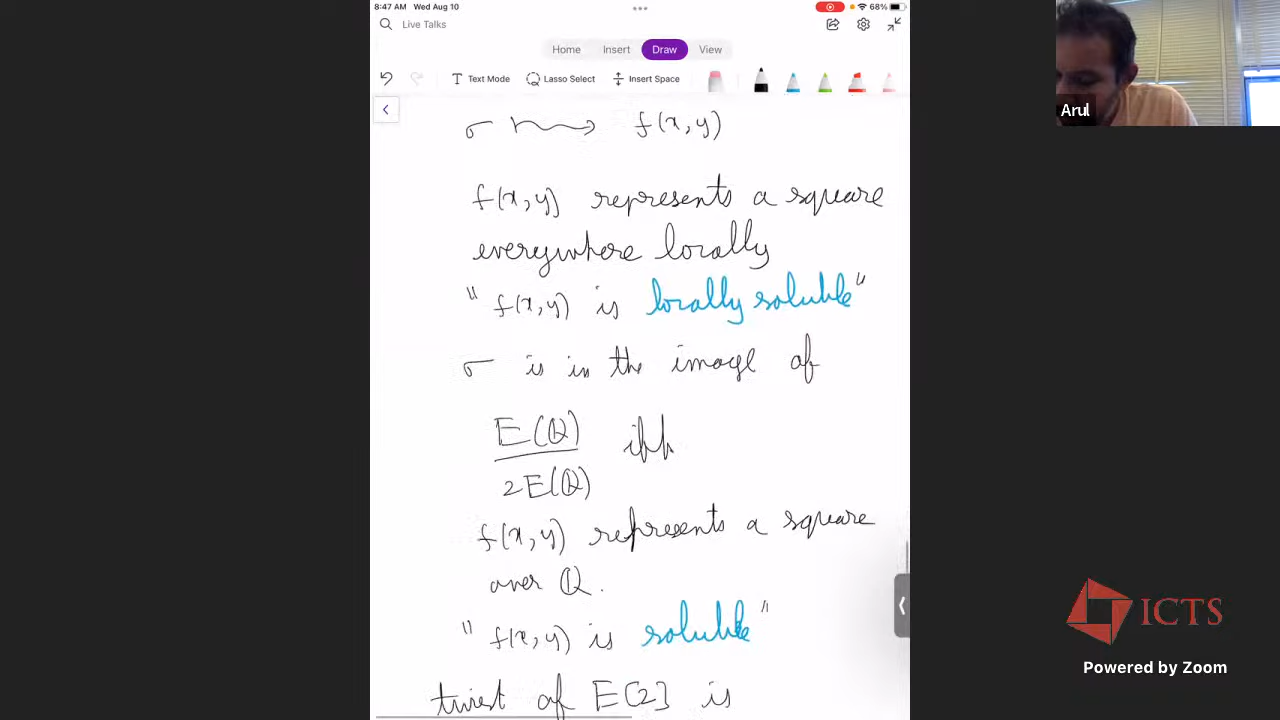 8:47 AM Wed Aug 10
68%
Live Talks
Home Insert Draw View
Text Mode Lasso Select Insert Space
Arul
σ ⟿ f(x,y)
f(x,y) represents a square
everywhere locally
"f(x,y) is locally soluble"
σ is in the image of
E(ℚ)
2E(ℚ)
iff
f(x,y) represents a square
over ℚ.
"f(x,y) is soluble"
twist of E[2] is
ICTS
Powered by Zoom